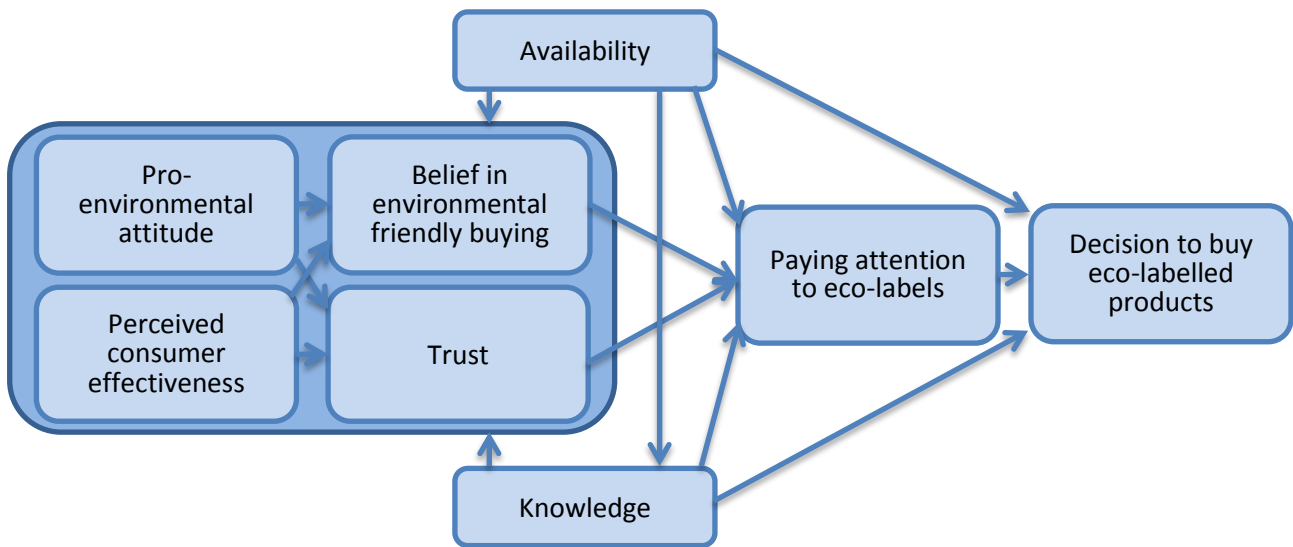 Availability
Pro-
environmental
attitude
Belief in
environmental
friendly buying
Perceived
consumer
effectiveness
Trust
Paying attention
to eco-labels
Decision to buy
eco-labelled
products
Knowledge